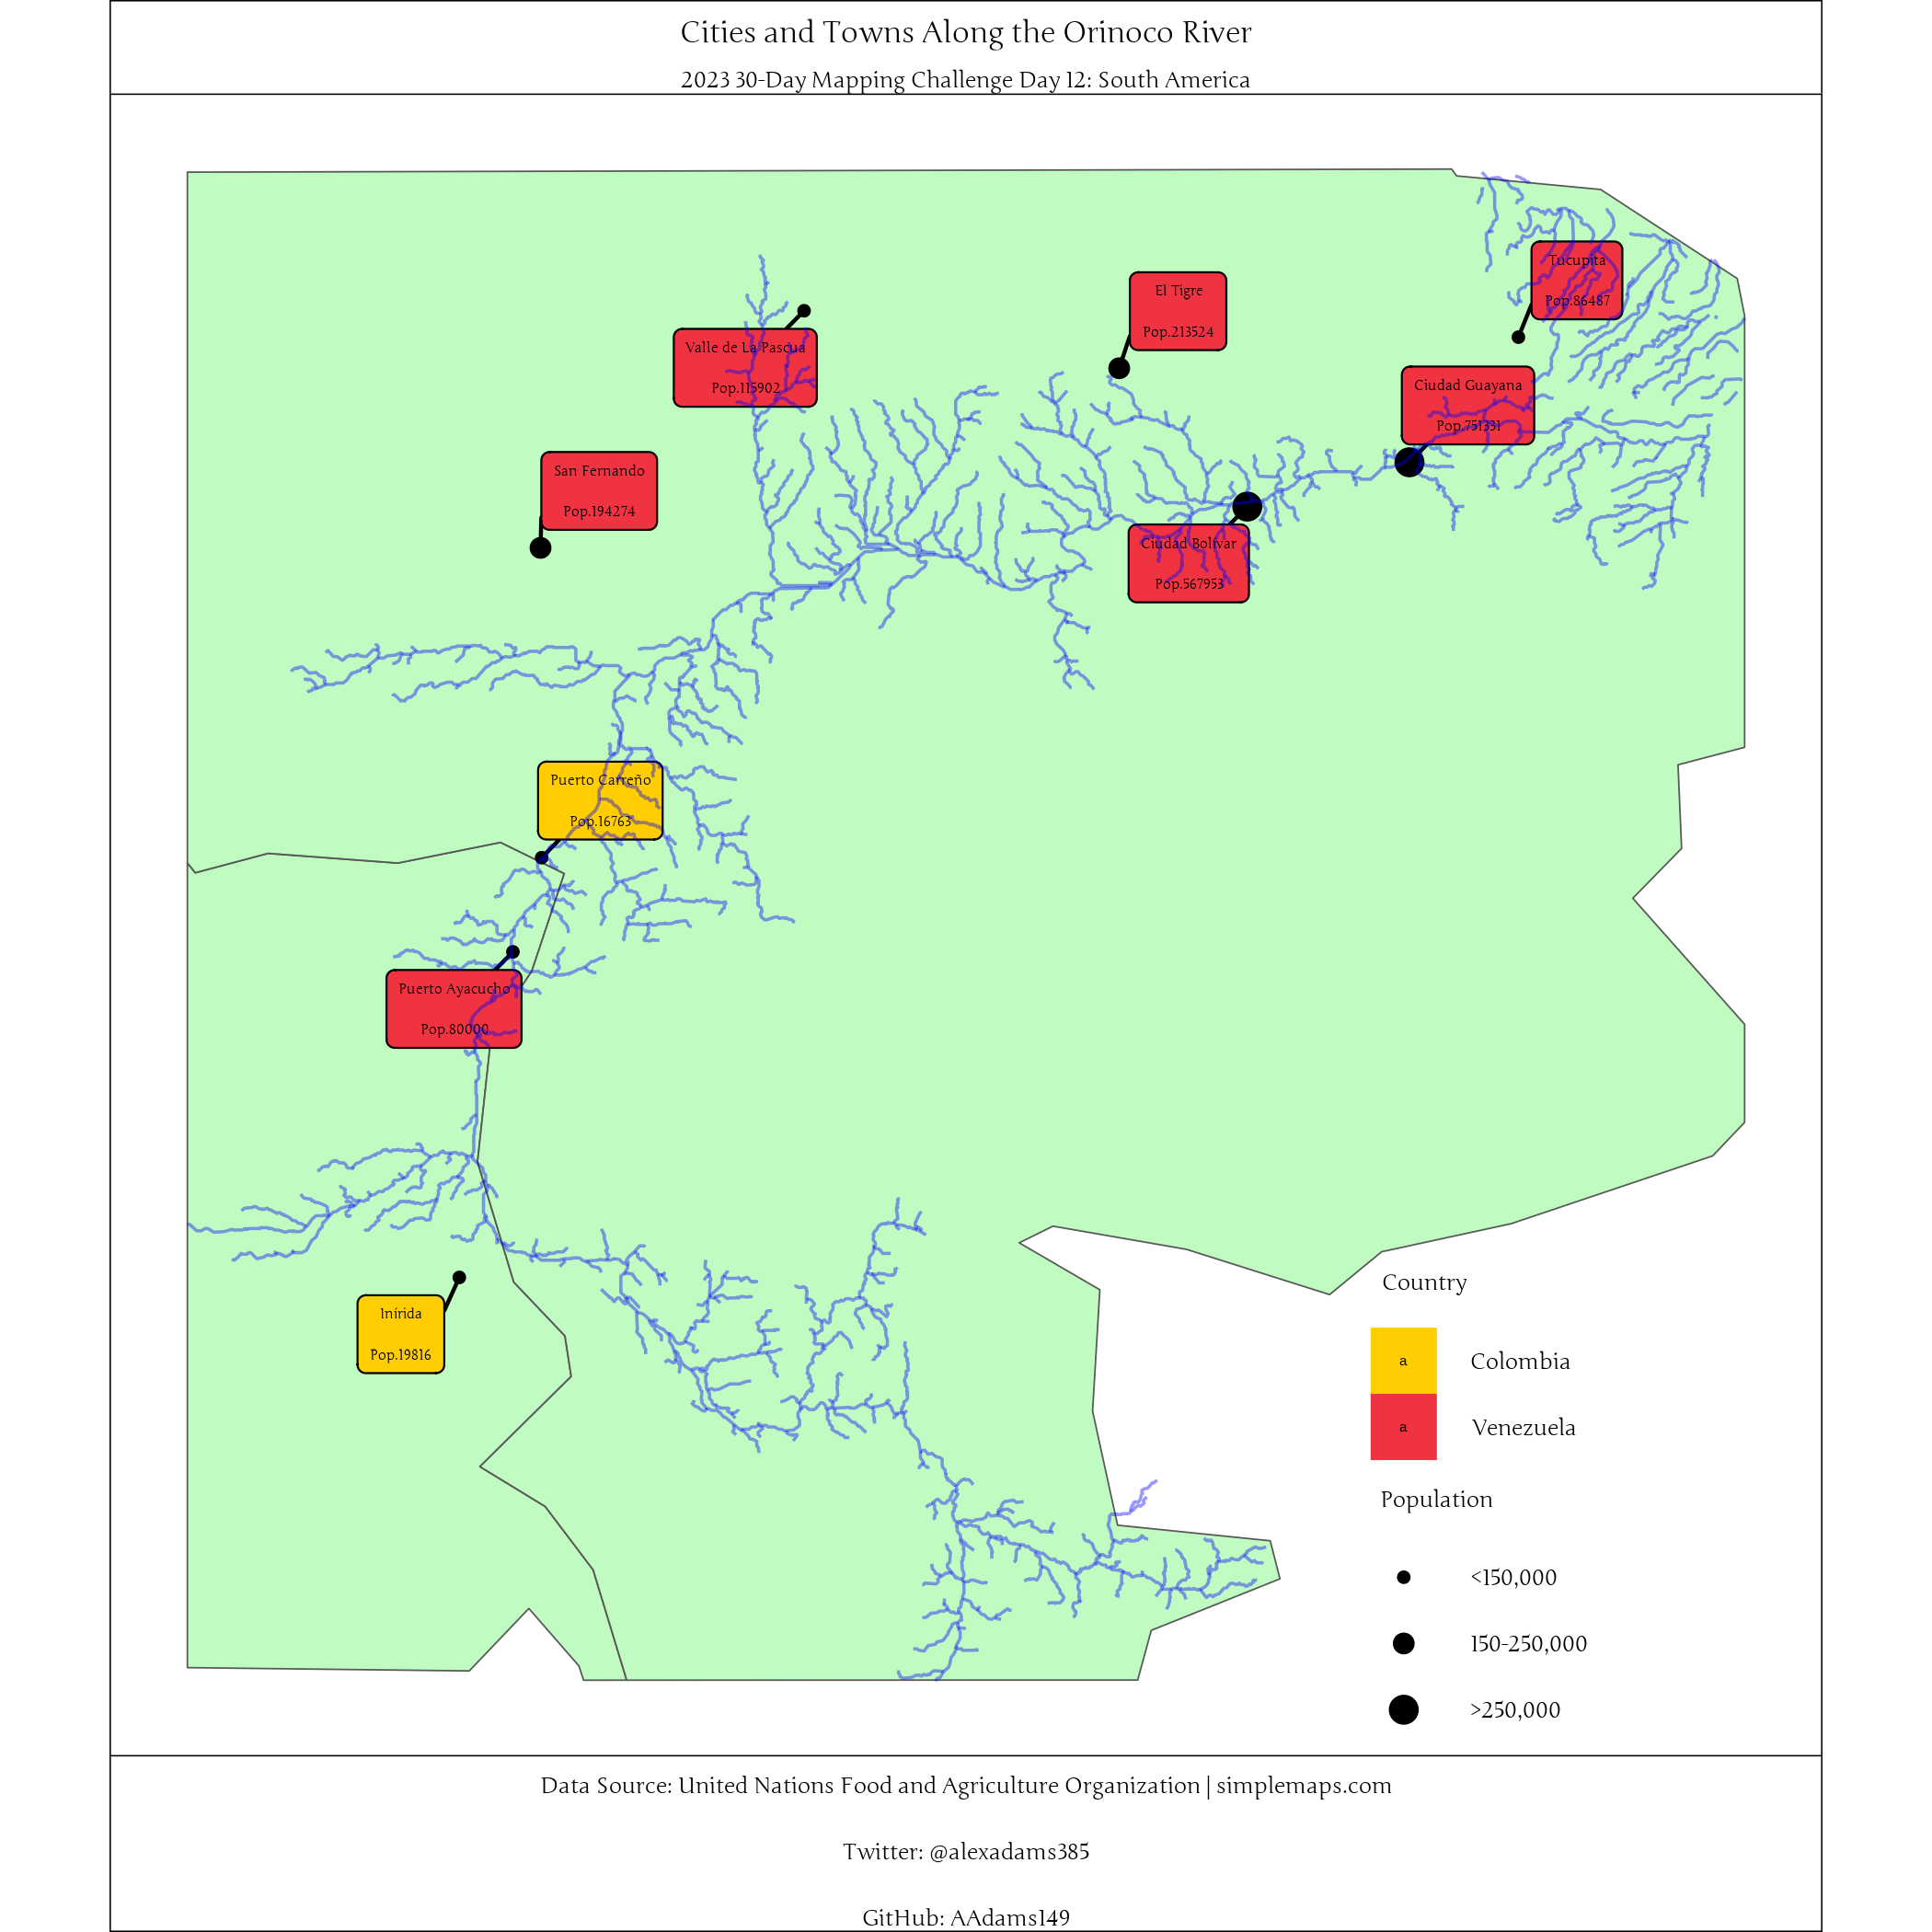 Cities and Towns Along the Orinoco River
2023 30-Day Mapping Challenge Day 12: South America
Tucupita
Pop.86487
El Tigre
Pop.213524
Valle de La Pascua
Pop.115902
Ciudad Guayana
Pop.751331
San Fernando
Pop.194274
Ciudad Bolívar
Pop.567953
Puerto Carreño
Pop.16763
Puerto Ayacucho
Pop.80000
Inírida
Pop.19816
Country
a Colombia
a Venezuela
Population
<150,000
150-250,000
>250,000
Data Source: United Nations Food and Agriculture Organization | simplemaps.com
Twitter: @alexadams385
GitHub: AAdams149